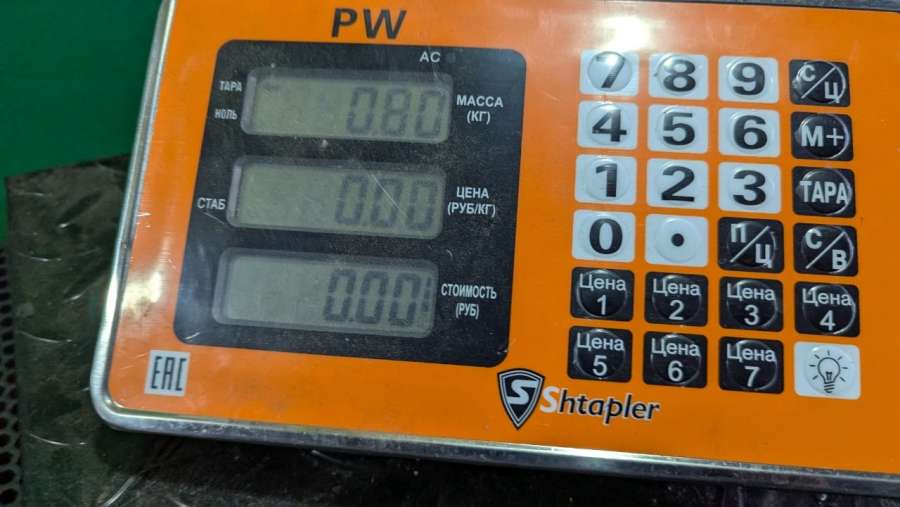 PW
AC
ТАРА
НОЛЬ
0.80
МАССА
(КГ)
СТАБ
0.00
ЦЕНА
(РУБ/КГ)
0.00
СТОИМОСТЬ
(РУБ)
7 8 9 С/Ц
4 5 6 М+
1 2 3 ТАРА
0 • П/Ц С/В
Цена 1 Цена 2 Цена 3 Цена 4
Цена 5 Цена 6 Цена 7
EAC
S Shtapler